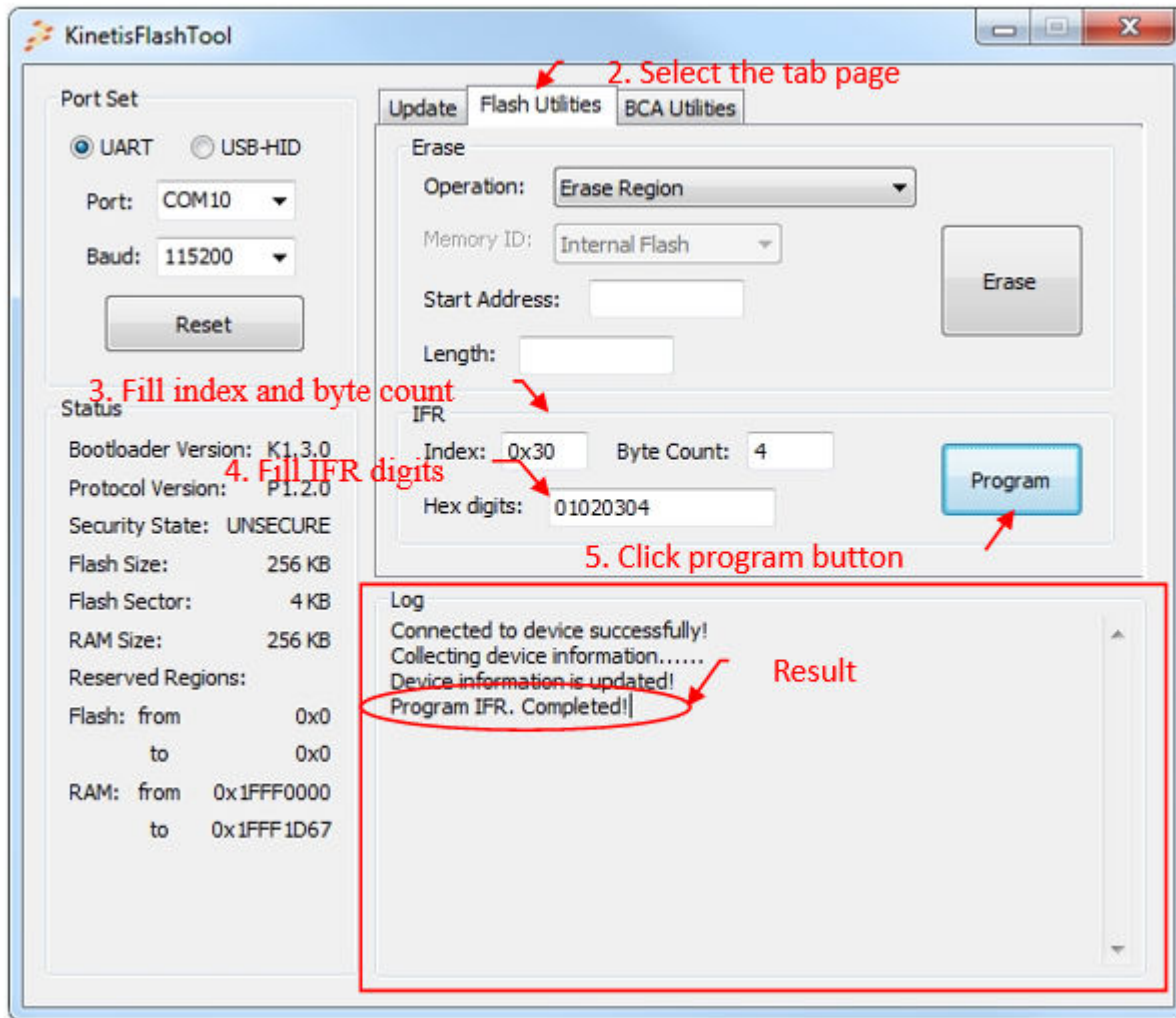 KinetisFlashTool
2. Select the tab page
Port Set
UART USB-HID
Port: COM10
Baud: 115200
Reset
Update Flash Utilities BCA Utilities
Erase
Operation: Erase Region
Memory ID: Internal Flash
Start Address:
Length:
Erase
3. Fill index and byte count
IFR
Index: 0x30 Byte Count: 4
4. Fill IFR digits
Hex digits: 01020304
Program
5. Click program button
Status
Bootloader Version: K1.3.0
Protocol Version: P1.2.0
Security State: UNSECURE
Flash Size: 256 KB
Flash Sector: 4 KB
RAM Size: 256 KB
Reserved Regions:
Flash: from 0x0
to 0x0
RAM: from 0x1FFF0000
to 0x1FFF1D67
Log
Connected to device successfully!
Collecting device information......
Device information is updated!
Program IFR. Completed!
Result